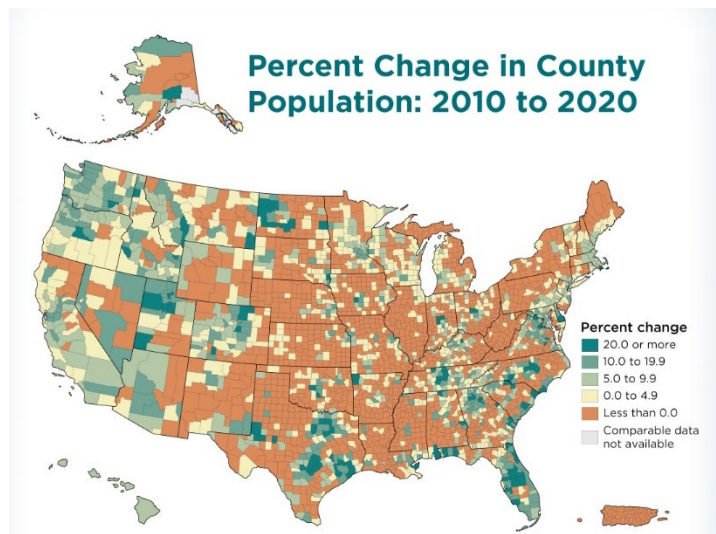 Percent Change in County
Population: 2010 to 2020
Percent change
20.0 or more
10.0 to 19.9
5.0 to 9.9
0.0 to 4.9
Less than 0.0
Comparable data
not available